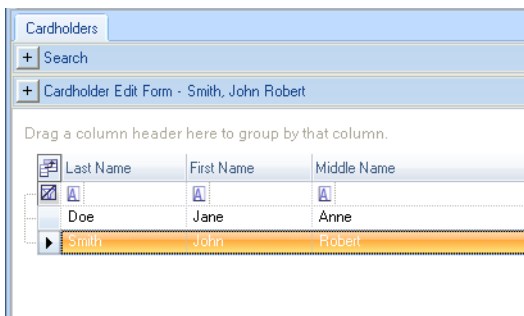 Cardholders
+ Search
+ Cardholder Edit Form - Smith, John Robert
Drag a column header here to group by that column.
Last Name First Name Middle Name
A A A
Doe Jane Anne
Smith John Robert